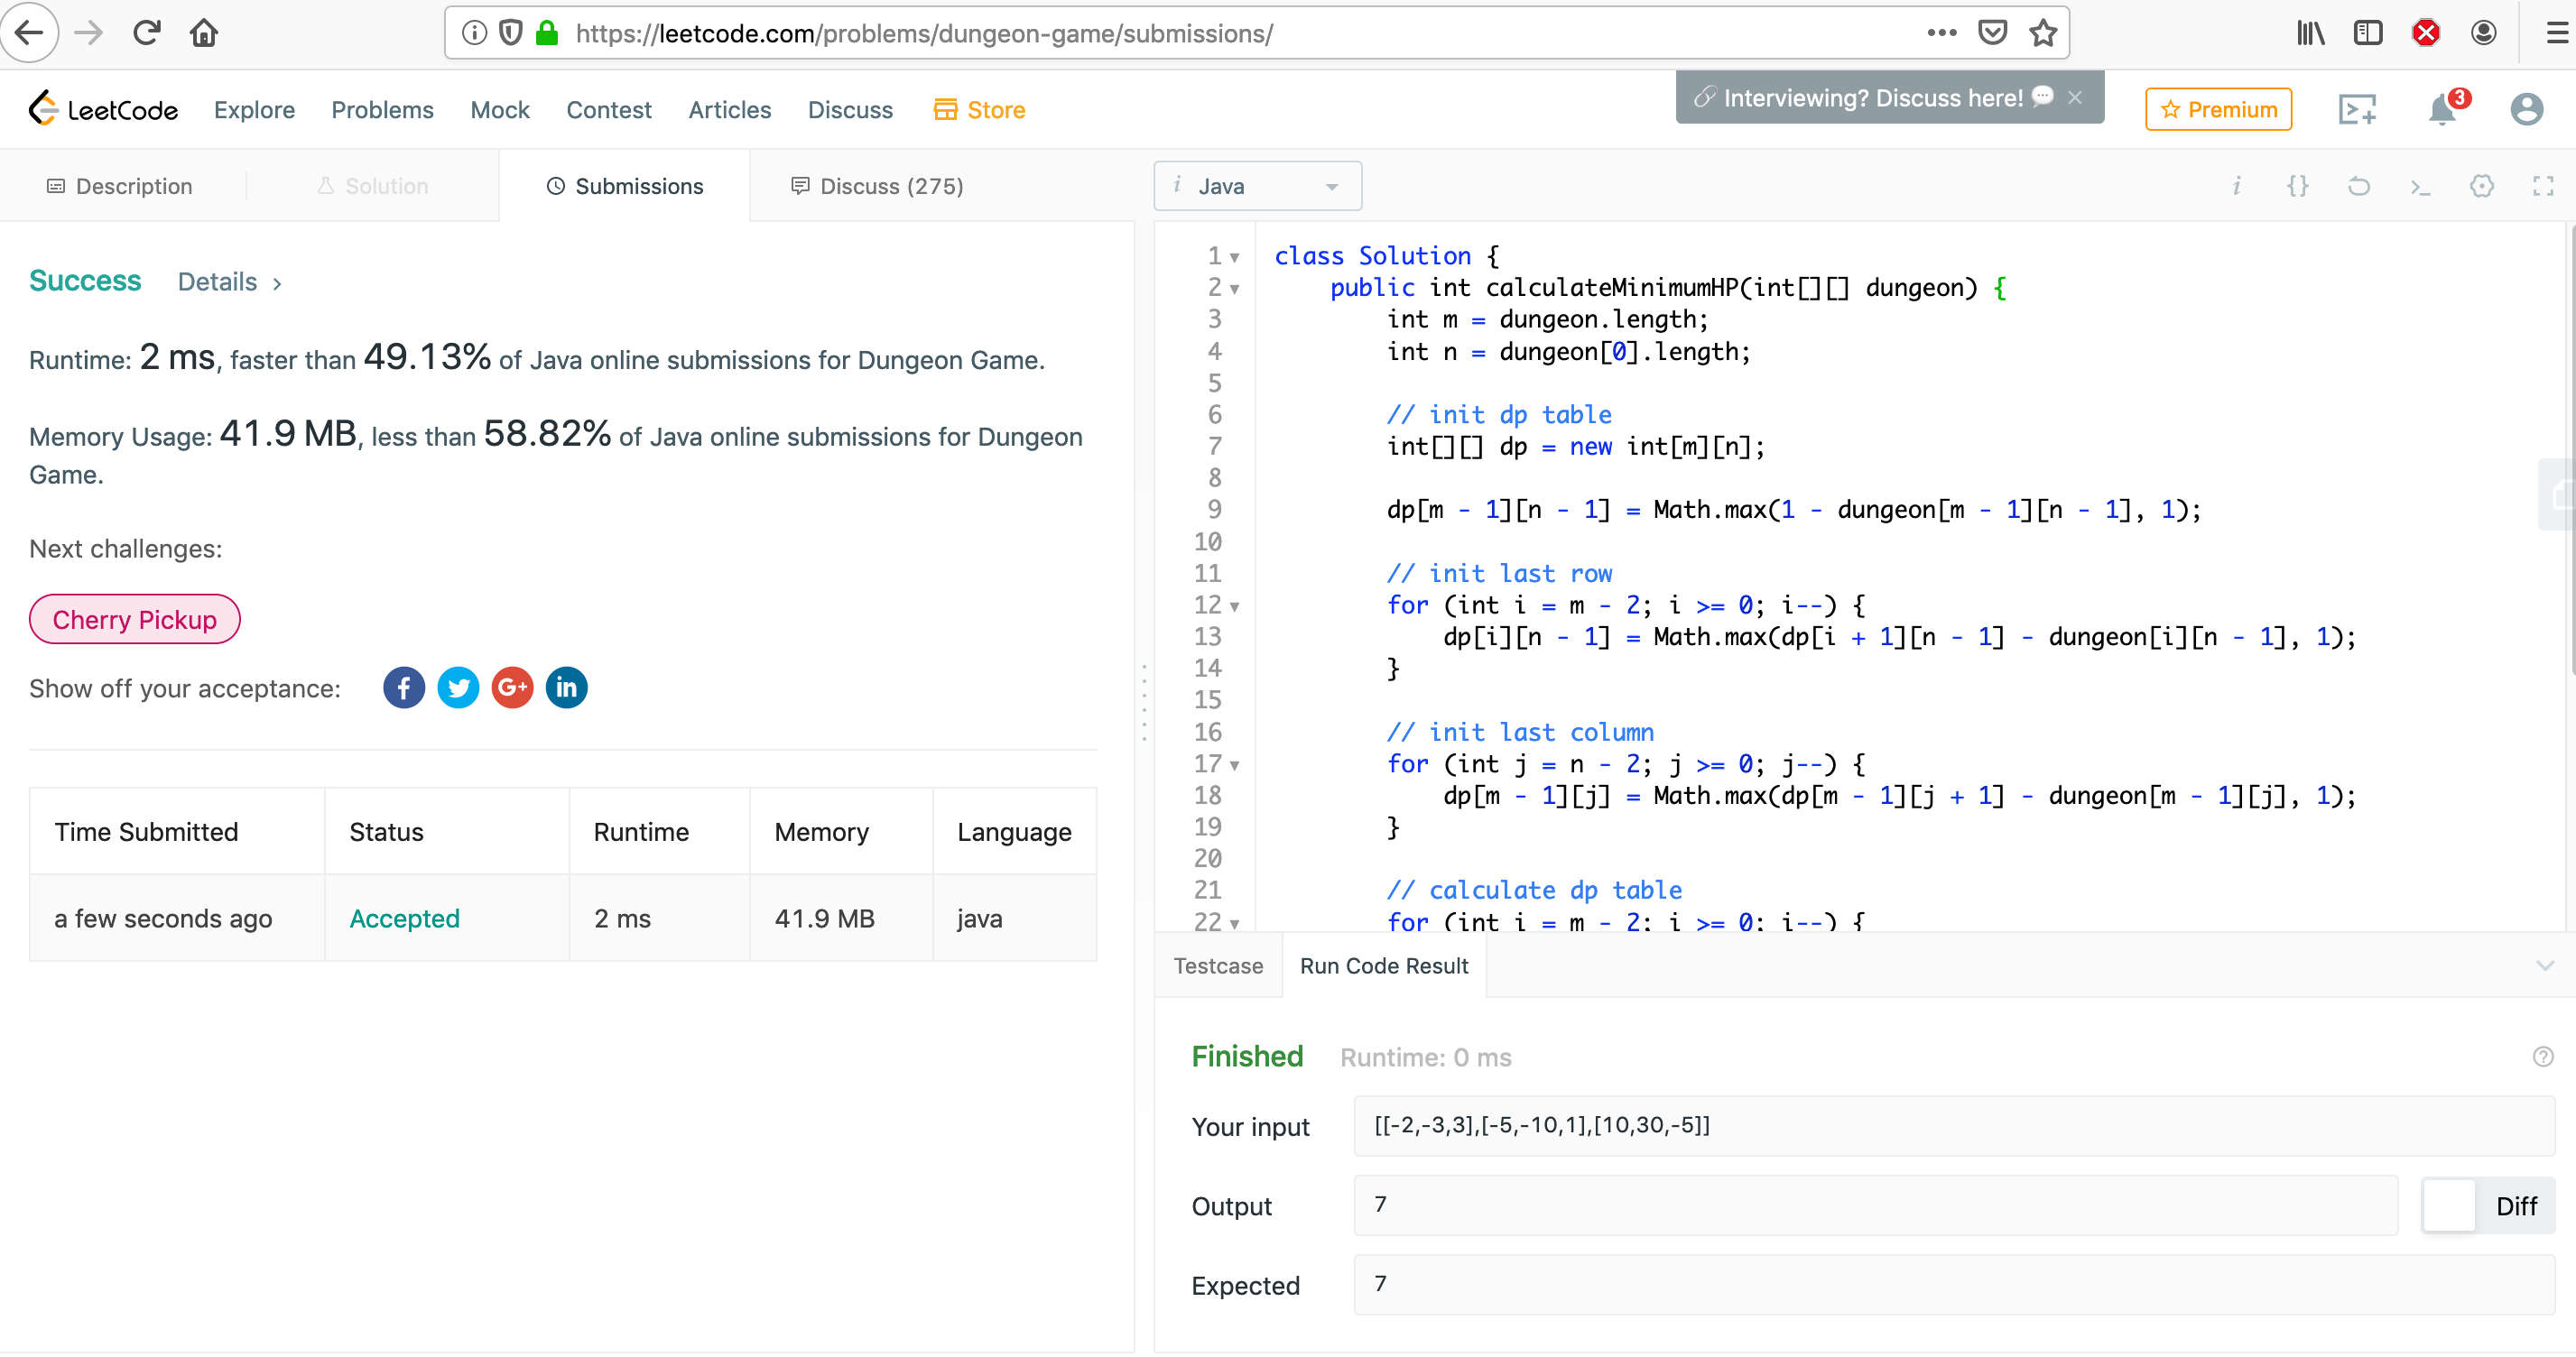 https://leetcode.com/problems/dungeon-game/submissions/
LeetCode Explore Problems Mock Contest Articles Discuss Store
Interviewing? Discuss here! 💬 ×
Premium
3
Description Solution Submissions Discuss (275)
Success Details >
Runtime: 2 ms, faster than 49.13% of Java online submissions for Dungeon Game.
Memory Usage: 41.9 MB, less than 58.82% of Java online submissions for Dungeon
Game.
Next challenges:
Cherry Pickup
Show off your acceptance: f G+ in
Time Submitted Status Runtime Memory Language
a few seconds ago Accepted 2 ms 41.9 MB java
i Java
i {} >_
1 class Solution {
2 public int calculateMinimumHP(int[][] dungeon) {
3 int m = dungeon.length;
4 int n = dungeon[0].length;
5
6 // init dp table
7 int[][] dp = new int[m][n];
8
9 dp[m - 1][n - 1] = Math.max(1 - dungeon[m - 1][n - 1], 1);
10
11 // init last row
12 for (int i = m - 2; i >= 0; i--) {
13 dp[i][n - 1] = Math.max(dp[i + 1][n - 1] - dungeon[i][n - 1], 1);
14 }
15
16 // init last column
17 for (int j = n - 2; j >= 0; j--) {
18 dp[m - 1][j] = Math.max(dp[m - 1][j + 1] - dungeon[m - 1][j], 1);
19 }
20
21 // calculate dp table
22 for (int i = m - 2; i >= 0; i--) {
Testcase Run Code Result
Finished Runtime: 0 ms
Your input [[-2,-3,3],[-5,-10,1],[10,30,-5]]
Output 7 Diff
Expected 7